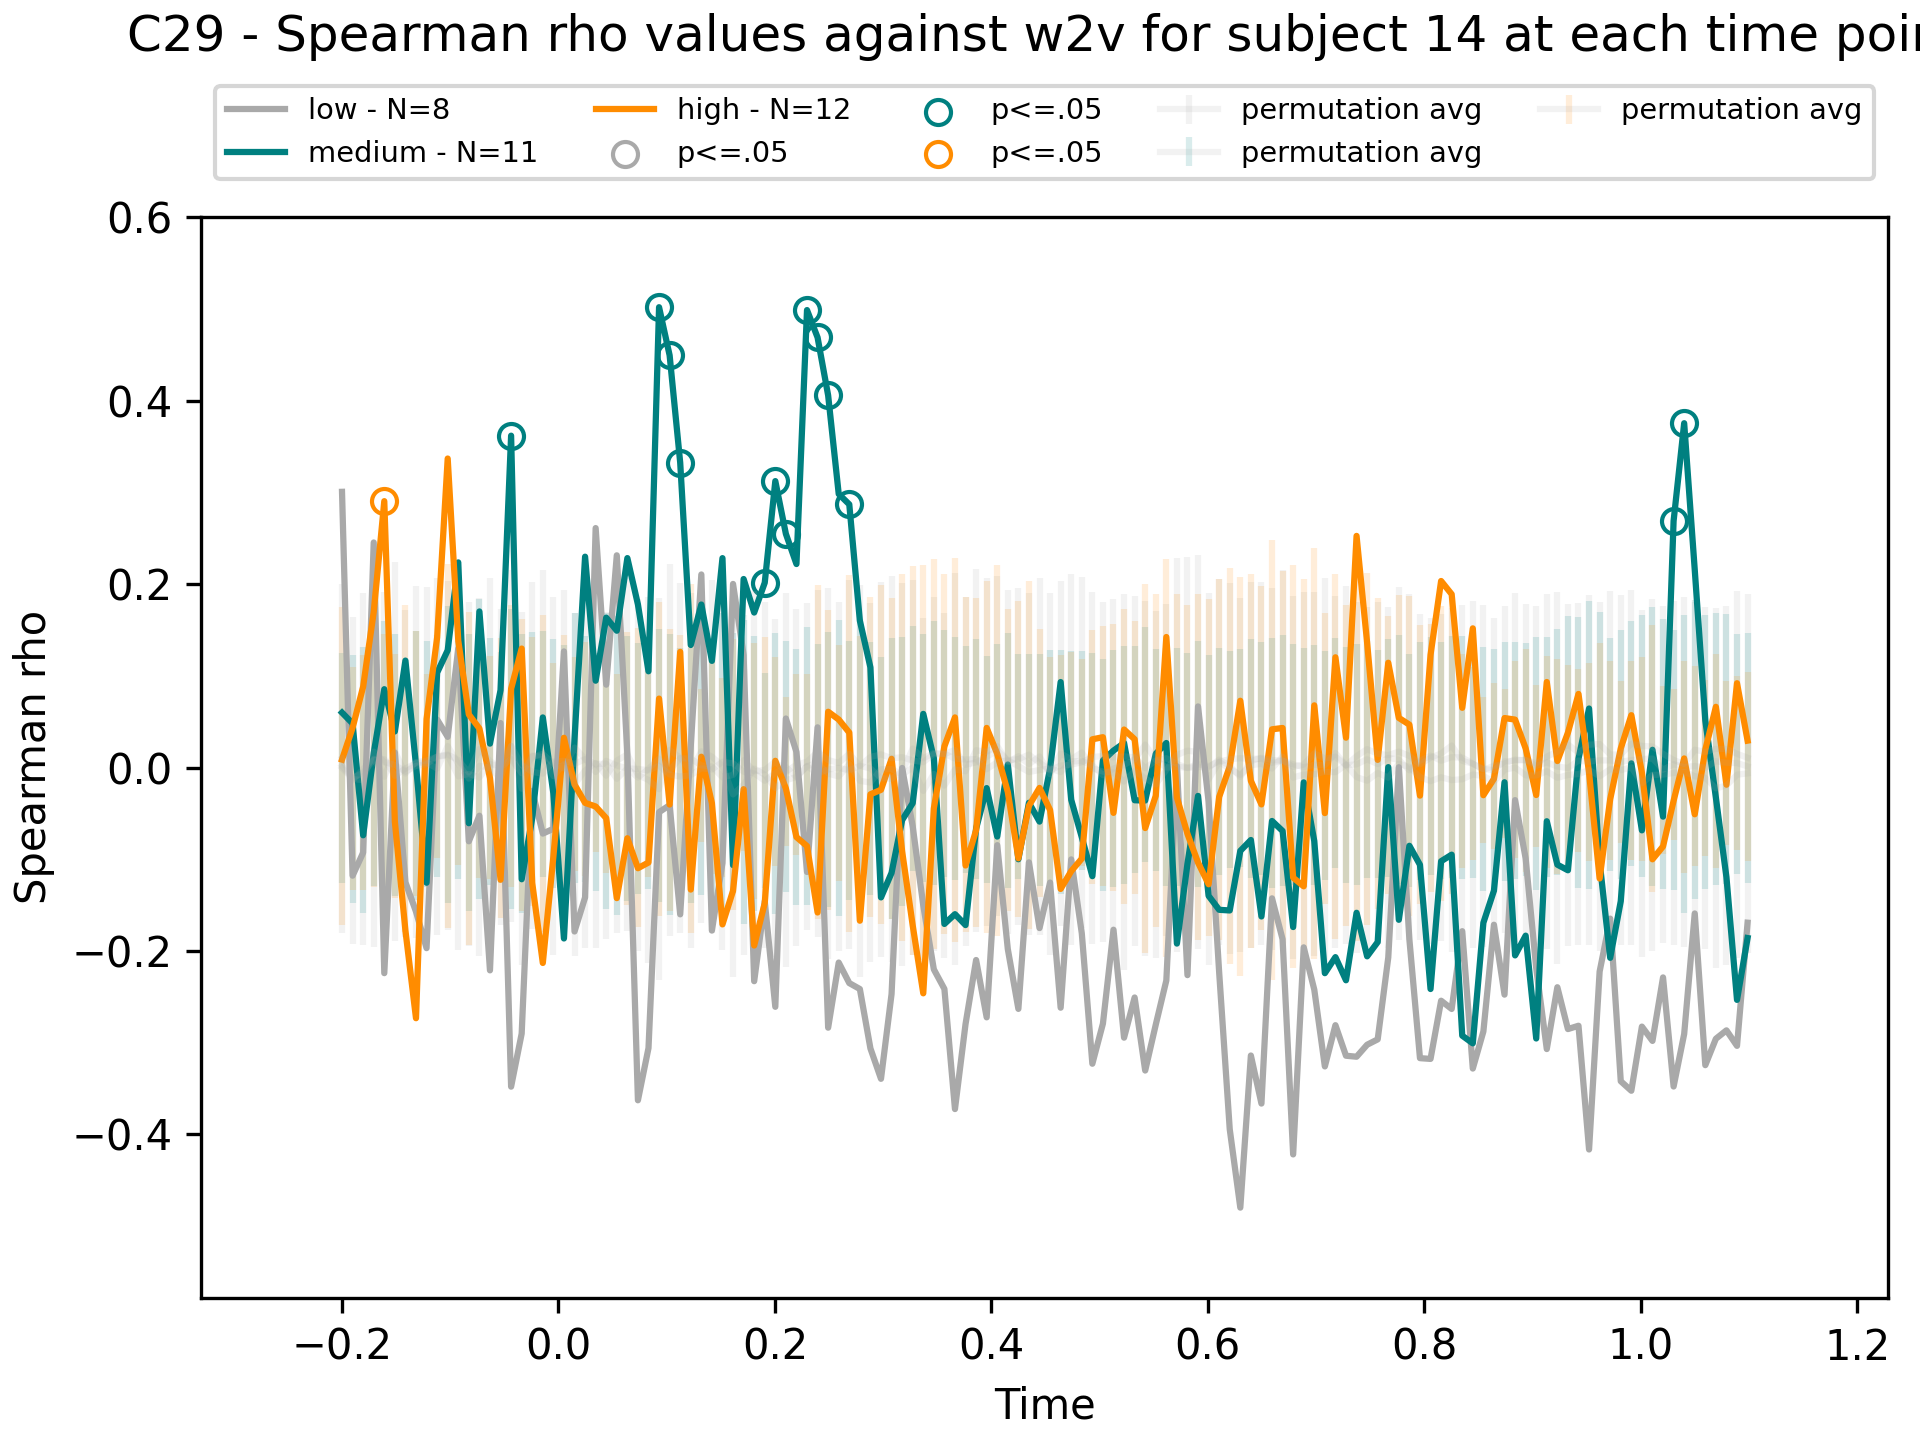 C29 - Spearman rho values against w2v for subject 14 at each time poi
low - N=8
medium - N=11
high - N=12
p<=.05
p<=.05
p<=.05
permutation avg
permutation avg
permutation avg
Spearman rho
0.6
0.4
0.2
0.0
−0.2
−0.4
−0.2 0.0 0.2 0.4 0.6 0.8 1.0 1.2
Time